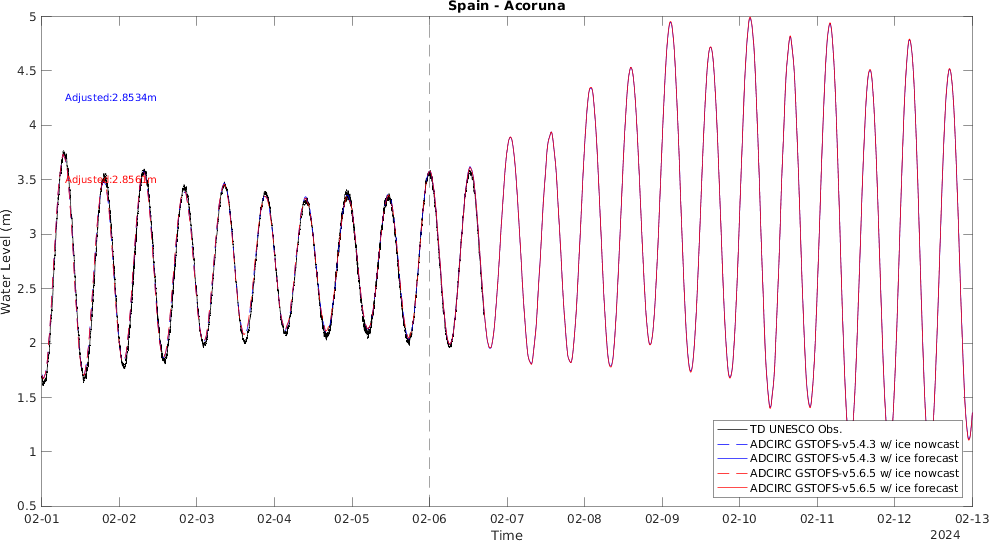 Spain - Acoruna
5
4.5
4
3.5
3
2.5
2
1.5
1
0.5
Water Level (m)
Adjusted:2.8534m
Adjusted:2.8561m
TD UNESCO Obs.
ADCIRC GSTOFS-v5.4.3 w/ ice nowcast
ADCIRC GSTOFS-v5.4.3 w/ ice forecast
ADCIRC GSTOFS-v5.6.5 w/ ice nowcast
ADCIRC GSTOFS-v5.6.5 w/ ice forecast
02-01 02-02 02-03 02-04 02-05 02-06 02-07 02-08 02-09 02-10 02-11 02-12 02-13
Time
2024